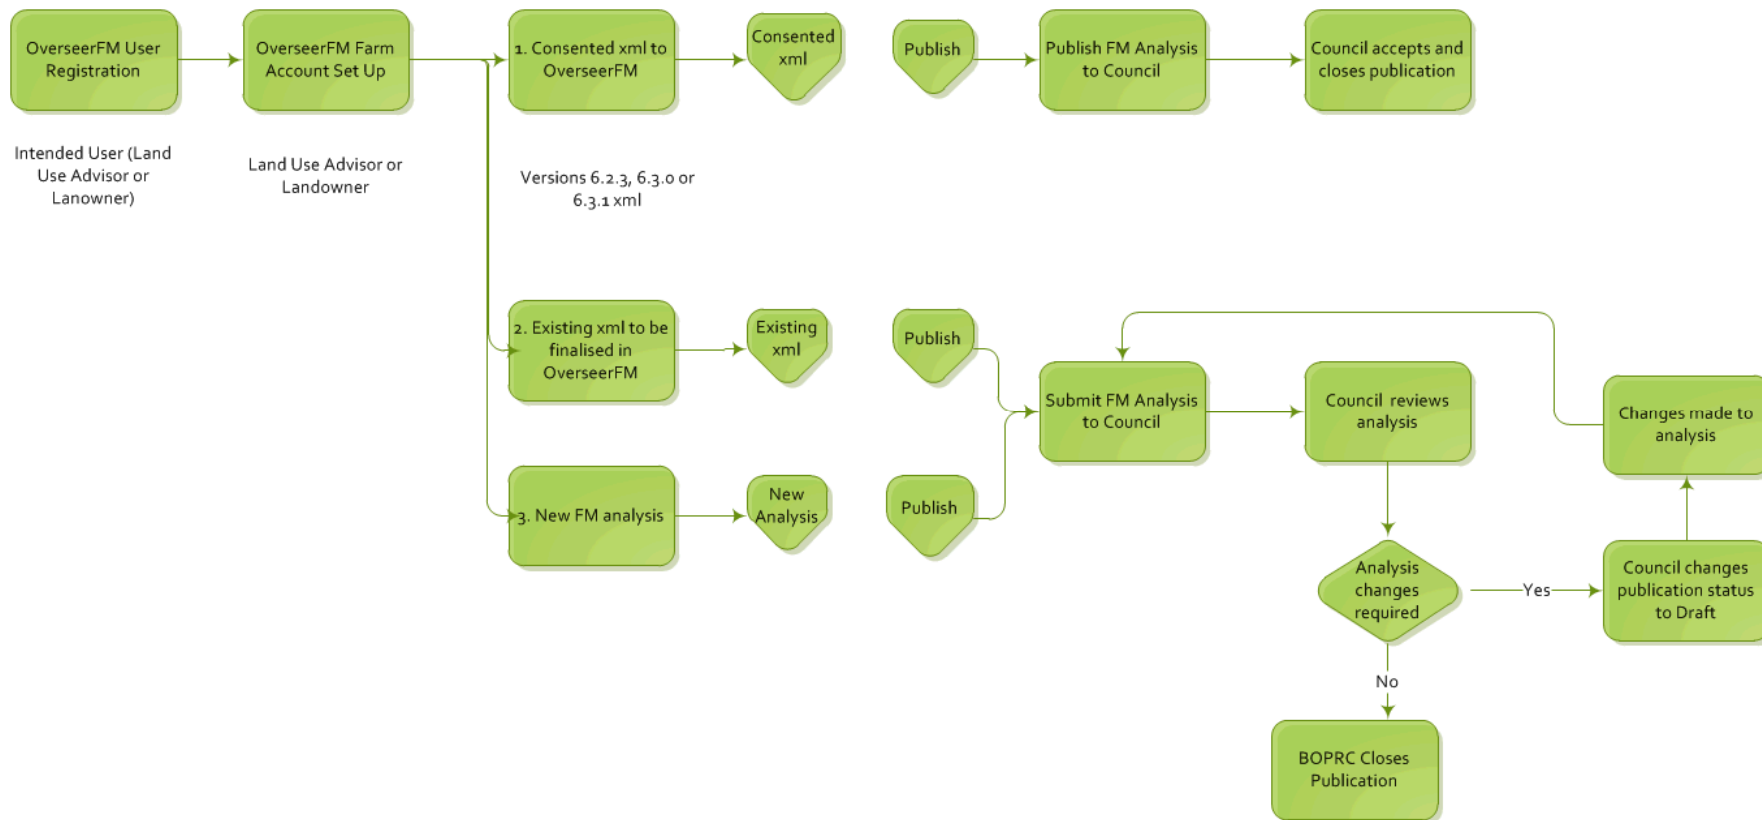 OverseerFM User
Registration
OverseerFM Farm
Account Set Up
1. Consented xml to
OverseerFM
Consented
xml
Publish
Publish FM Analysis
to Council
Council accepts and
closes publication
Intended User (Land
Use Advisor or
Lanowner)
Land Use Advisor or
Landowner
Versions 6.2.3, 6.3.0 or
6.3.1 xml
2. Existing xml to be
finalised in
OverseerFM
Existing
xml
Publish
Submit FM Analysis
to Council
Council reviews
analysis
Changes made to
analysis
3. New FM analysis
New
Analysis
Publish
Analysis
changes
required
Yes
Council changes
publication status
to Draft
No
BOPRC Closes
Publication